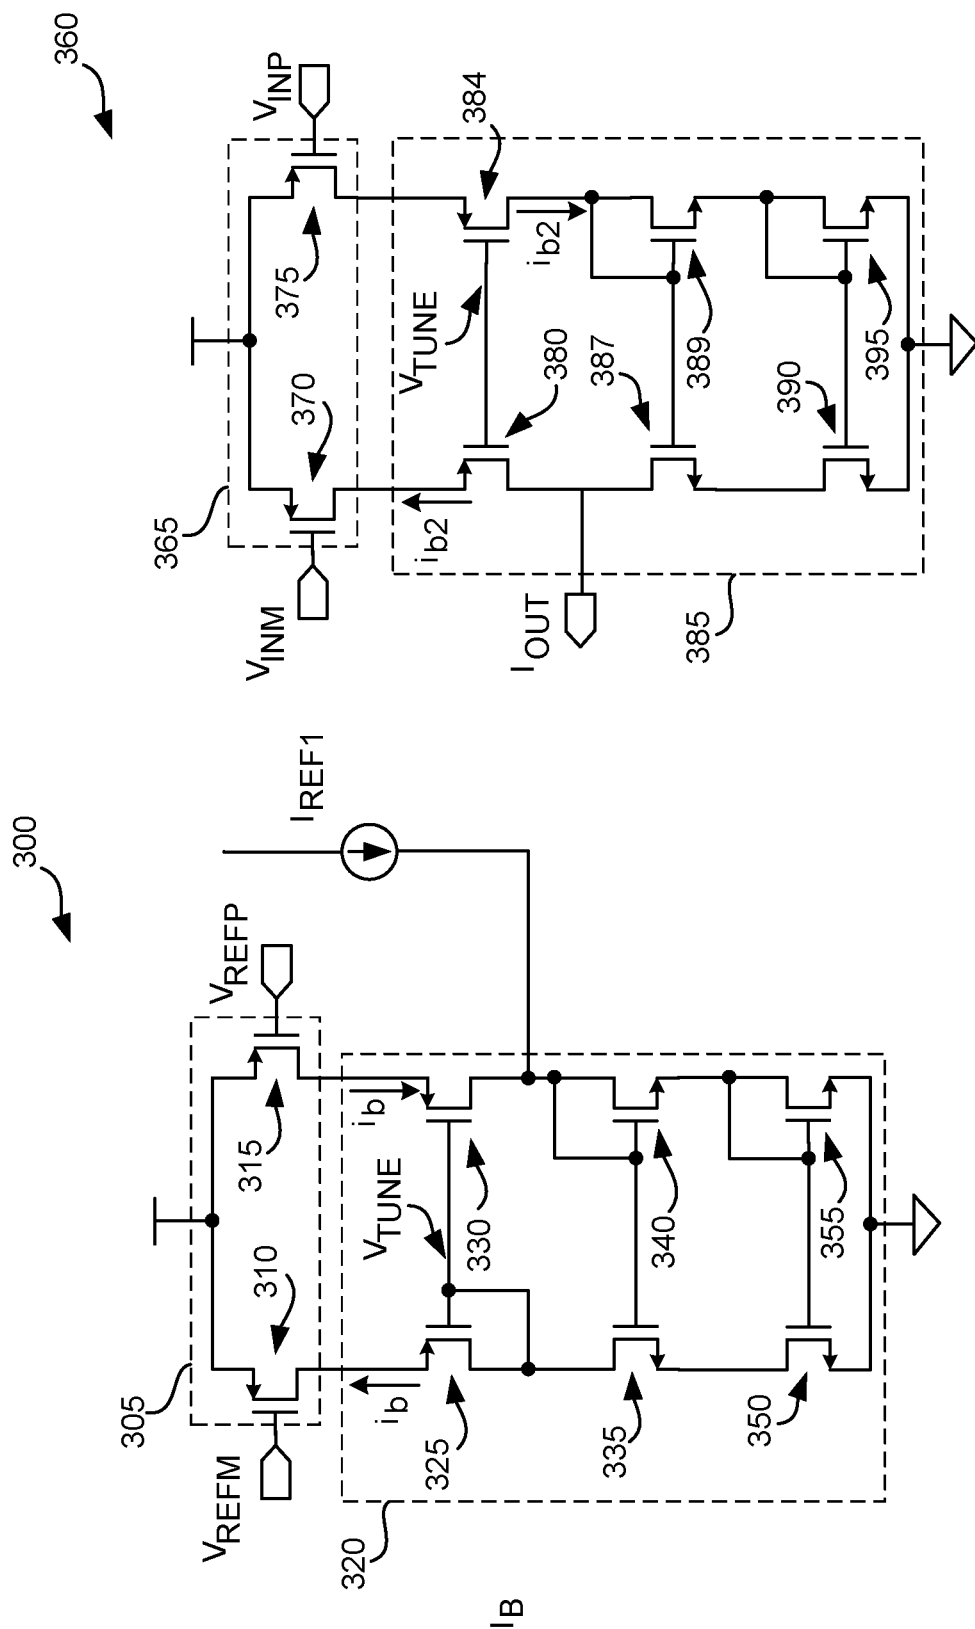 300
305
310
315
V_REFM
V_REFP
I_REF1
320
i_b
i_b
V_TUNE
325
330
335
340
350
355
I_B
360
365
370
375
V_INM
V_INP
i_b2
i_b2
V_TUNE
380
384
I_OUT
387
389
385
390
395